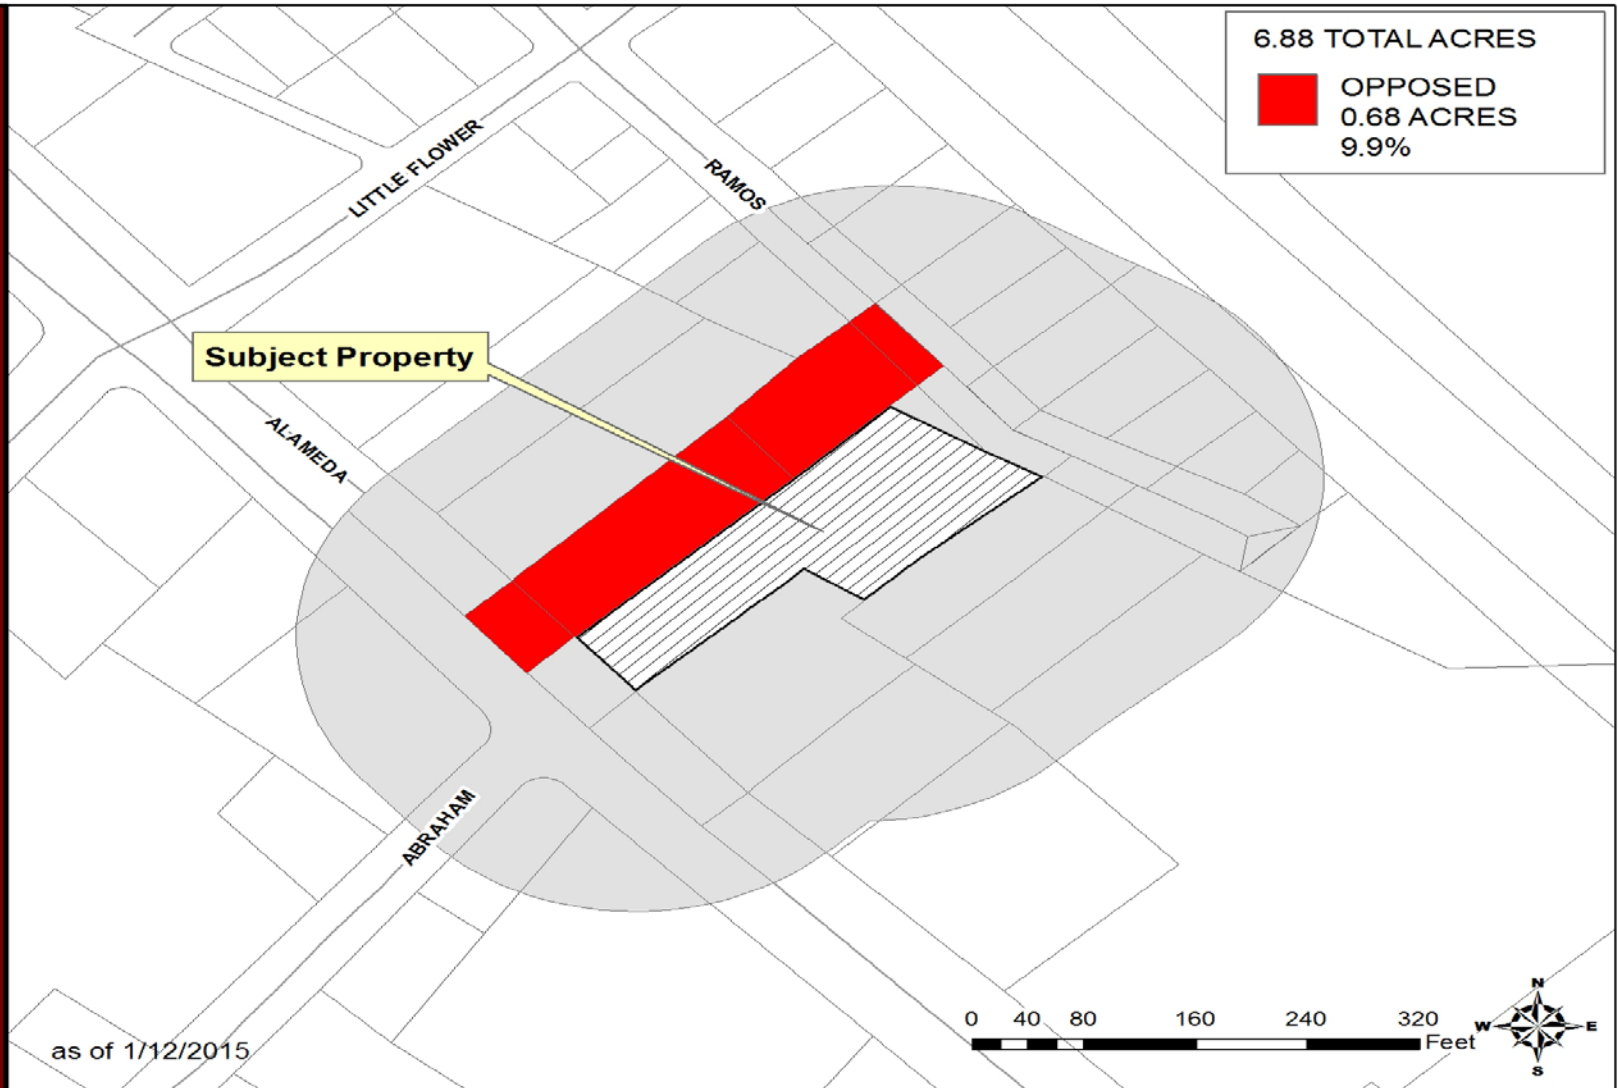 6.88 TOTAL ACRES
OPPOSED
0.68 ACRES
9.9%
LITTLE FLOWER
RAMOS
Subject Property
ALAMEDA
ABRAHAM
as of 1/12/2015
0 40 80 160 240 320
Feet
N
W E
S